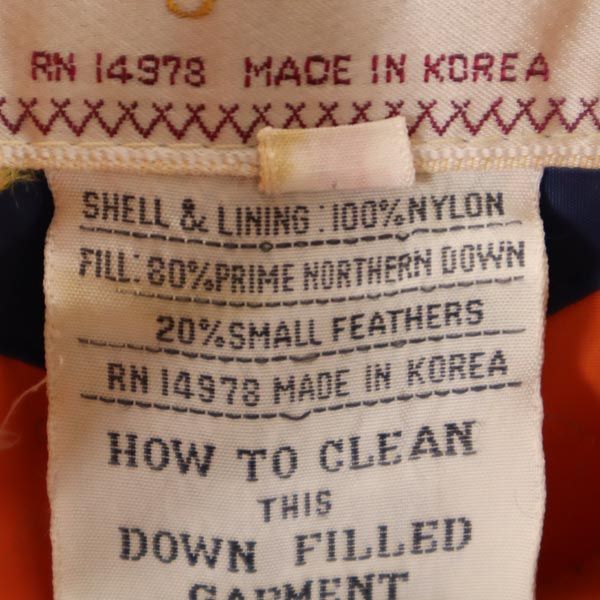 RN 14978 MADE IN KOREA
SHELL & LINING : 100% NYLON
FILL: 80% PRIME NORTHERN DOWN
20% SMALL FEATHERS
RN 14978 MADE IN KOREA
HOW TO CLEAN
THIS
DOWN FILLED
GARMENT